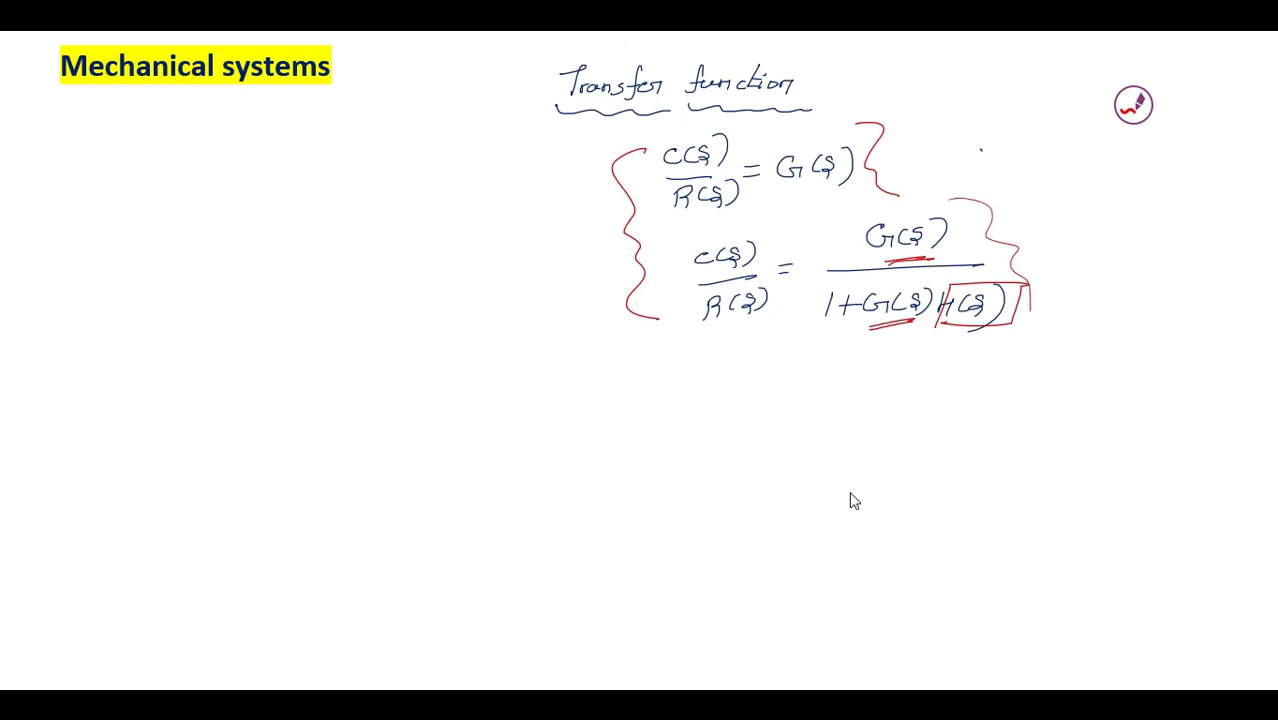 Mechanical systems
Transfer function
C(s)/R(s) = G(s)
C(s)/R(s) = G(s)/1+G(s)H(s)